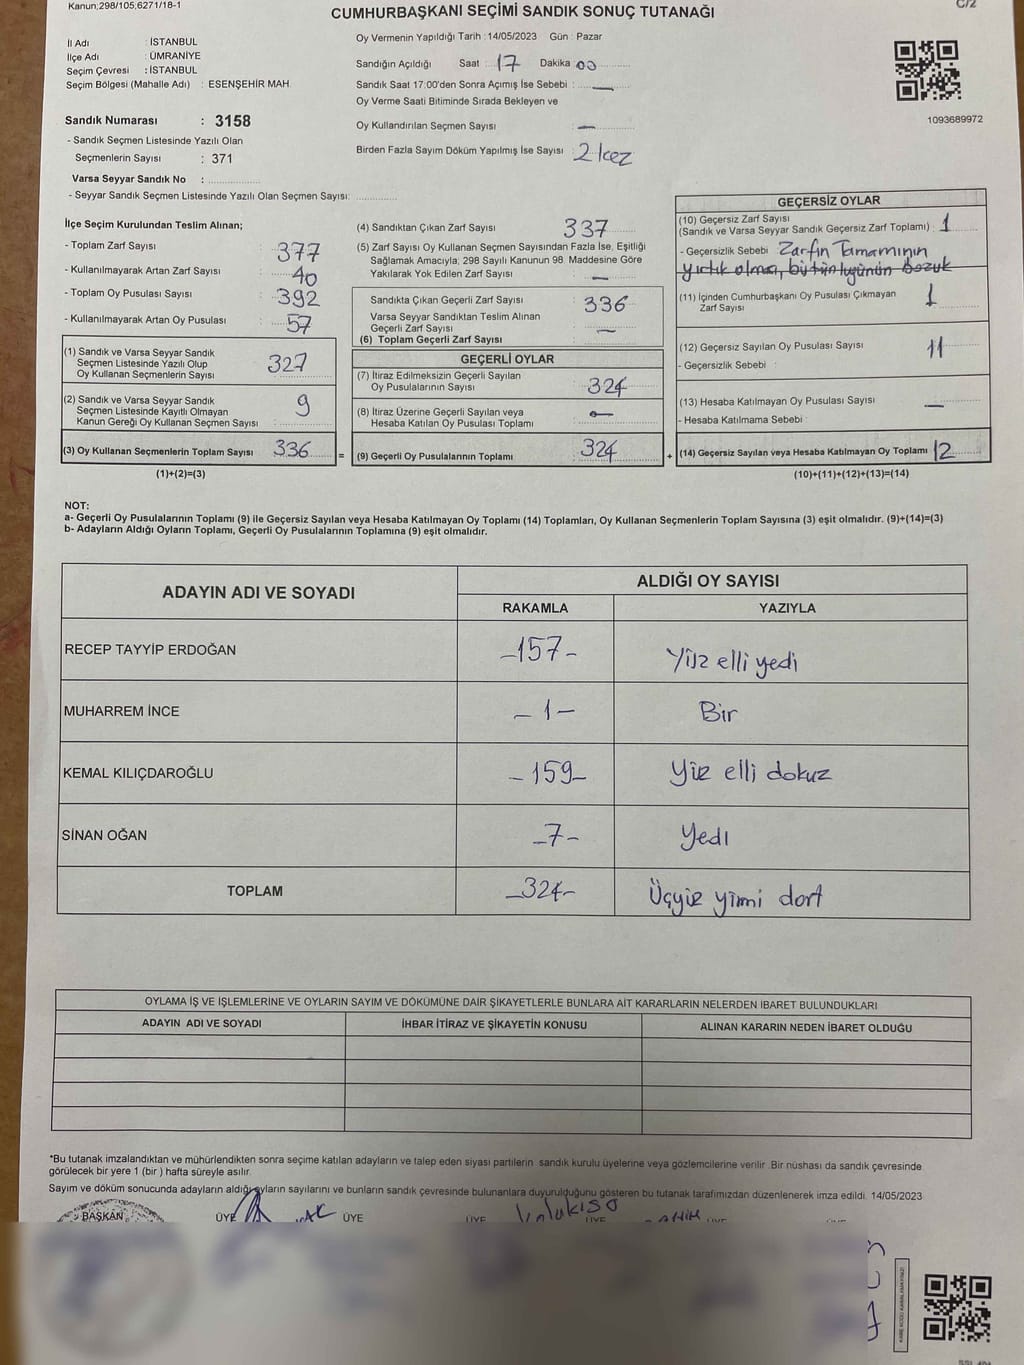 Kanun;298/105;6271/18-1
C/2
CUMHURBAŞKANI SEÇİMİ SANDIK SONUÇ TUTANAĞI
İl Adı : İSTANBUL
İlçe Adı : ÜMRANİYE
Seçim Çevresi : İSTANBUL
Seçim Bölgesi (Mahalle Adı) : ESENŞEHİR MAH.
Sandık Numarası : 3158
- Sandık Seçmen Listesinde Yazılı Olan
Seçmenlerin Sayısı : 371
Varsa Seyyar Sandık No :
- Seyyar Sandık Seçmen Listesinde Yazılı Olan Seçmen Sayısı:
Oy Vermenin Yapıldığı Tarih :14/05/2023 Gün : Pazar
Sandığın Açıldığı Saat : 17 Dakika 00
Sandık Saat 17:00'den Sonra Açımış İse Sebebi : —
Oy Verme Saati Bitiminde Sırada Bekleyen ve
Oy Kullandırılan Seçmen Sayısı : —
Birden Fazla Sayım Döküm Yapılmış İse Sayısı : 2 kez
1093689972
İlçe Seçim Kurulundan Teslim Alınan;
- Toplam Zarf Sayısı : 377
- Kullanılmayarak Artan Zarf Sayısı : 40
- Toplam Oy Pusulası Sayısı : 392
- Kullanılmayarak Artan Oy Pusulası : 57
(1) Sandık ve Varsa Seyyar Sandık
Seçmen Listesinde Yazılı Olup
Oy Kullanan Seçmenlerin Sayısı : 327
(2) Sandık ve Varsa Seyyar Sandık
Seçmen Listesinde Kayıtlı Olmayan
Kanun Gereği Oy Kullanan Seçmen Sayısı : 9
(3) Oy Kullanan Seçmenlerin Toplam Sayısı 336 =
(1)+(2)=(3)
(4) Sandıktan Çıkan Zarf Sayısı : 337
(5) Zarf Sayısı Oy Kullanan Seçmen Sayısından Fazla İse, Eşitliği
Sağlamak Amacıyla; 298 Sayılı Kanunun 98. Maddesine Göre
Yakılarak Yok Edilen Zarf Sayısı : —
Sandıkta Çıkan Geçerli Zarf Sayısı : 336
Varsa Seyyar Sandıktan Teslim Alınan
Geçerli Zarf Sayısı : —
(6) Toplam Geçerli Zarf Sayısı :
GEÇERLİ OYLAR
(7) İtiraz Edilmeksizin Geçerli Sayılan
Oy Pusulalarının Sayısı : 324
(8) İtiraz Üzerine Geçerli Sayılan veya
Hesaba Katılan Oy Pusulası Toplamı : —
(9) Geçerli Oy Pusulalarının Toplamı : 324 +
GEÇERSİZ OYLAR
(10) Geçersiz Zarf Sayısı
(Sandık ve Varsa Seyyar Sandık Geçersiz Zarf Toplamı) : 1
- Geçersizlik Sebebi : Zarfın Tamamının
yırtık olması, bütünlüğünün Bozuk
(11) İçinden Cumhurbaşkanı Oy Pusulası Çıkmayan
Zarf Sayısı : 1
(12) Geçersiz Sayılan Oy Pusulası Sayısı : 11
- Geçersizlik Sebebi :
(13) Hesaba Katılmayan Oy Pusulası Sayısı : —
- Hesaba Katılmama Sebebi :
(14) Geçersiz Sayılan veya Hesaba Katılmayan Oy Toplamı : 12
(10)+(11)+(12)+(13)=(14)
NOT:
a- Geçerli Oy Pusulalarının Toplamı (9) ile Geçersiz Sayılan veya Hesaba Katılmayan Oy Toplamı (14) Toplamları, Oy Kullanan Seçmenlerin Toplam Sayısına (3) eşit olmalıdır. (9)+(14)=(3)
b- Adayların Aldığı Oyların Toplamı, Geçerli Oy Pusulalarının Toplamına (9) eşit olmalıdır.
ADAYIN ADI VE SOYADI ALDIĞI OY SAYISI
RAKAMLA YAZIYLA
RECEP TAYYİP ERDOĞAN -157- Yüz elli yedi
MUHARREM İNCE -1- Bir
KEMAL KILIÇDAROĞLU -159- Yüz elli dokuz
SİNAN OĞAN -7- Yedi
TOPLAM -324- Üçyüz yirmi dort
OYLAMA İŞ VE İŞLEMLERİNE VE OYLARIN SAYIM VE DÖKÜMÜNE DAİR ŞİKAYETLERLE BUNLARA AİT KARARLARIN NELERDEN İBARET BULUNDUKLARI
ADAYIN ADI VE SOYADI İHBAR İTİRAZ VE ŞİKAYETİN KONUSU ALINAN KARARIN NEDEN İBARET OLDUĞU
*Bu tutanak imzalandıktan ve mühürlendikten sonra seçime katılan adayların ve talep eden siyasi partilerin sandık kurulu üyelerine veya gözlemcilerine verilir. Bir nüshası da sandık çevresinde
görülecek bir yere 1 (bir ) hafta süreyle asılır.
Sayım ve döküm sonucunda adayların aldığı oyların sayılarını ve bunların sandık çevresinde bulunanlara duyurulduğunu gösteren bu tutanak tarafımızdan düzenlenerek imza edildi. 14/05/2023
BAŞKAN ÜYE ÜYE ÜYE ÜYE